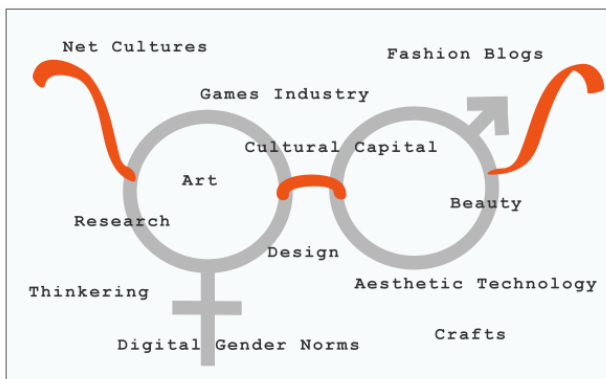 Net Cultures
Fashion Blogs
Games Industry
Cultural Capital
Art
Beauty
Research
Design
Aesthetic Technology
Thinkering
Crafts
Digital Gender Norms